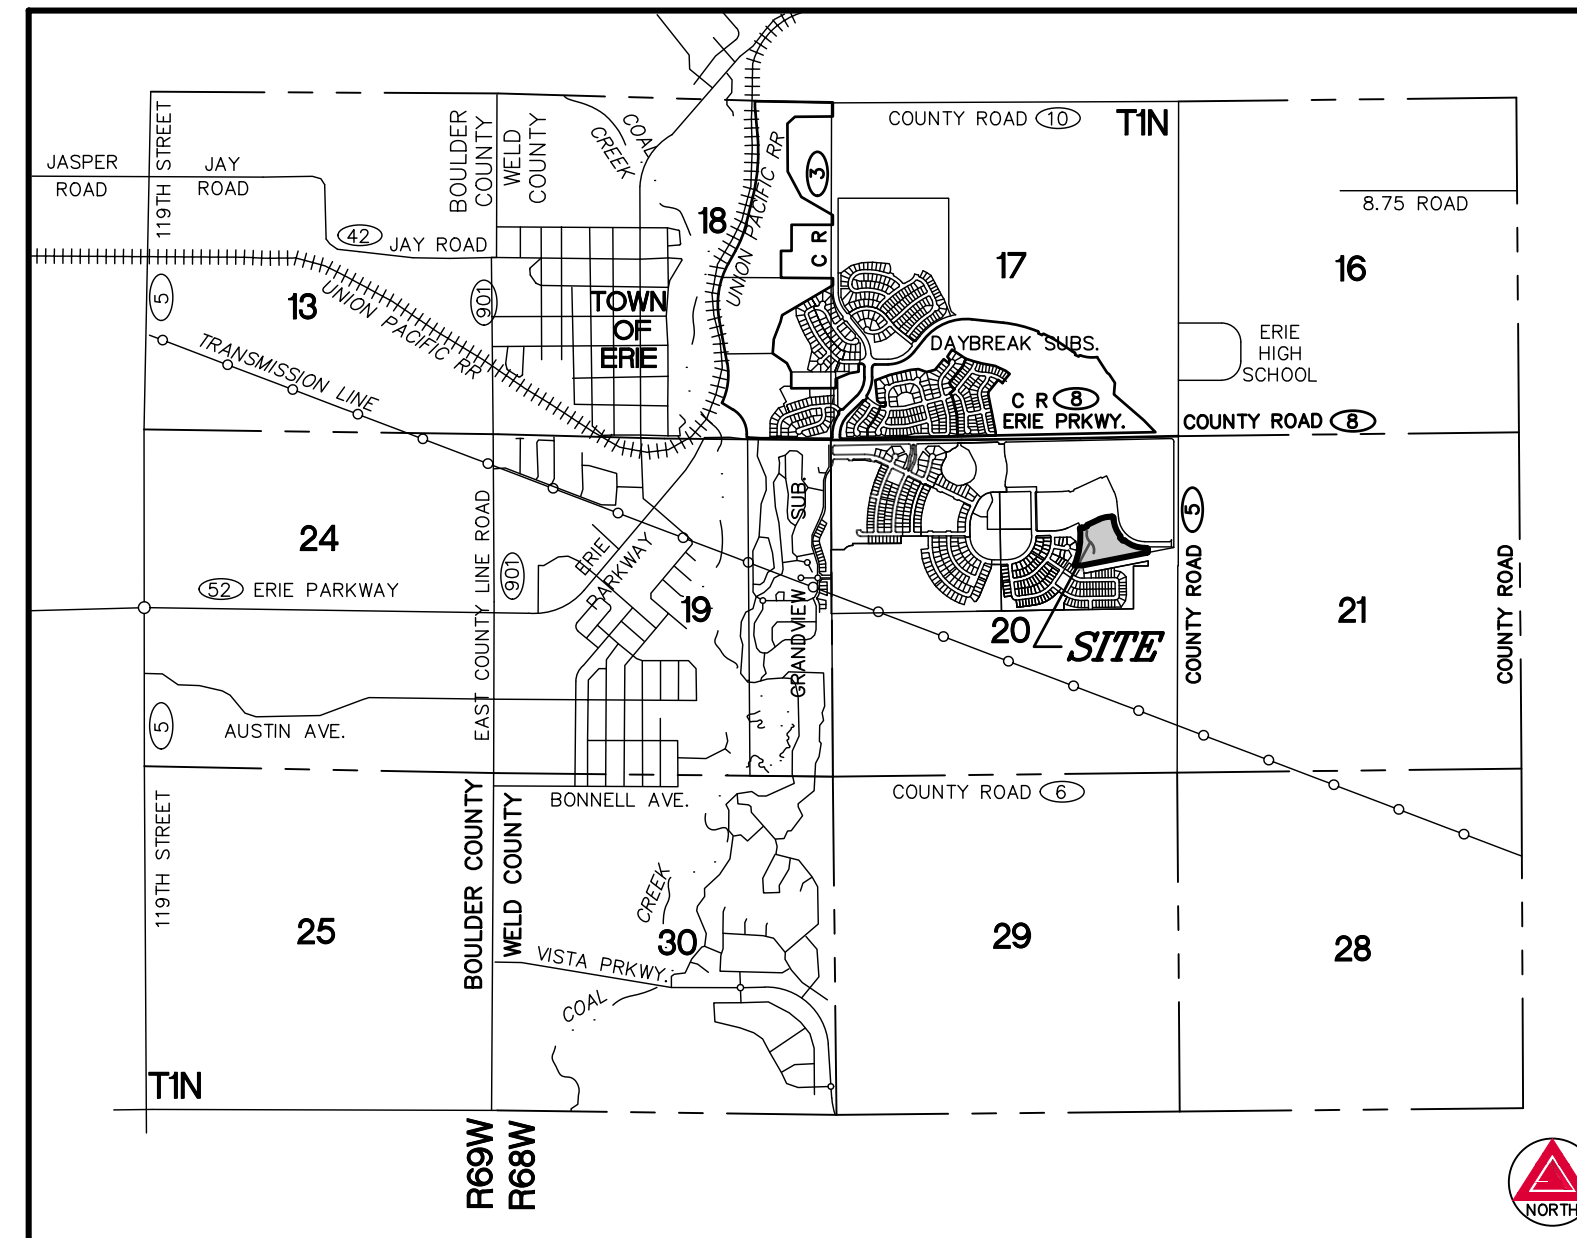 COUNTY ROAD 10
T1N
119TH STREET
BOULDER
COUNTY
WELD
COUNTY
COAL
CREEK
JASPER
ROAD
JAY
ROAD
UNION PACIFIC RR
3
C R
8.75 ROAD
18
42 JAY ROAD
17
16
5
13
901
UNION PACIFIC RR
TOWN
OF
ERIE
TRANSMISSION LINE
DAYBREAK SUBS.
ERIE
HIGH
SCHOOL
C R 8
ERIE PRKWY.
COUNTY ROAD 8
24
EAST COUNTY LINE ROAD
901
ERIE
PARKWAY
GRANDVIEW SUB.
52 ERIE PARKWAY
19
20
SITE
COUNTY ROAD 5
21
COUNTY ROAD
5
AUSTIN AVE.
BONNELL AVE.
COUNTY ROAD 6
119TH STREET
BOULDER COUNTY
WELD COUNTY
25
CREEK
30
29
28
VISTA PRKWY.
COAL
T1N
R69W
R68W
NORTH